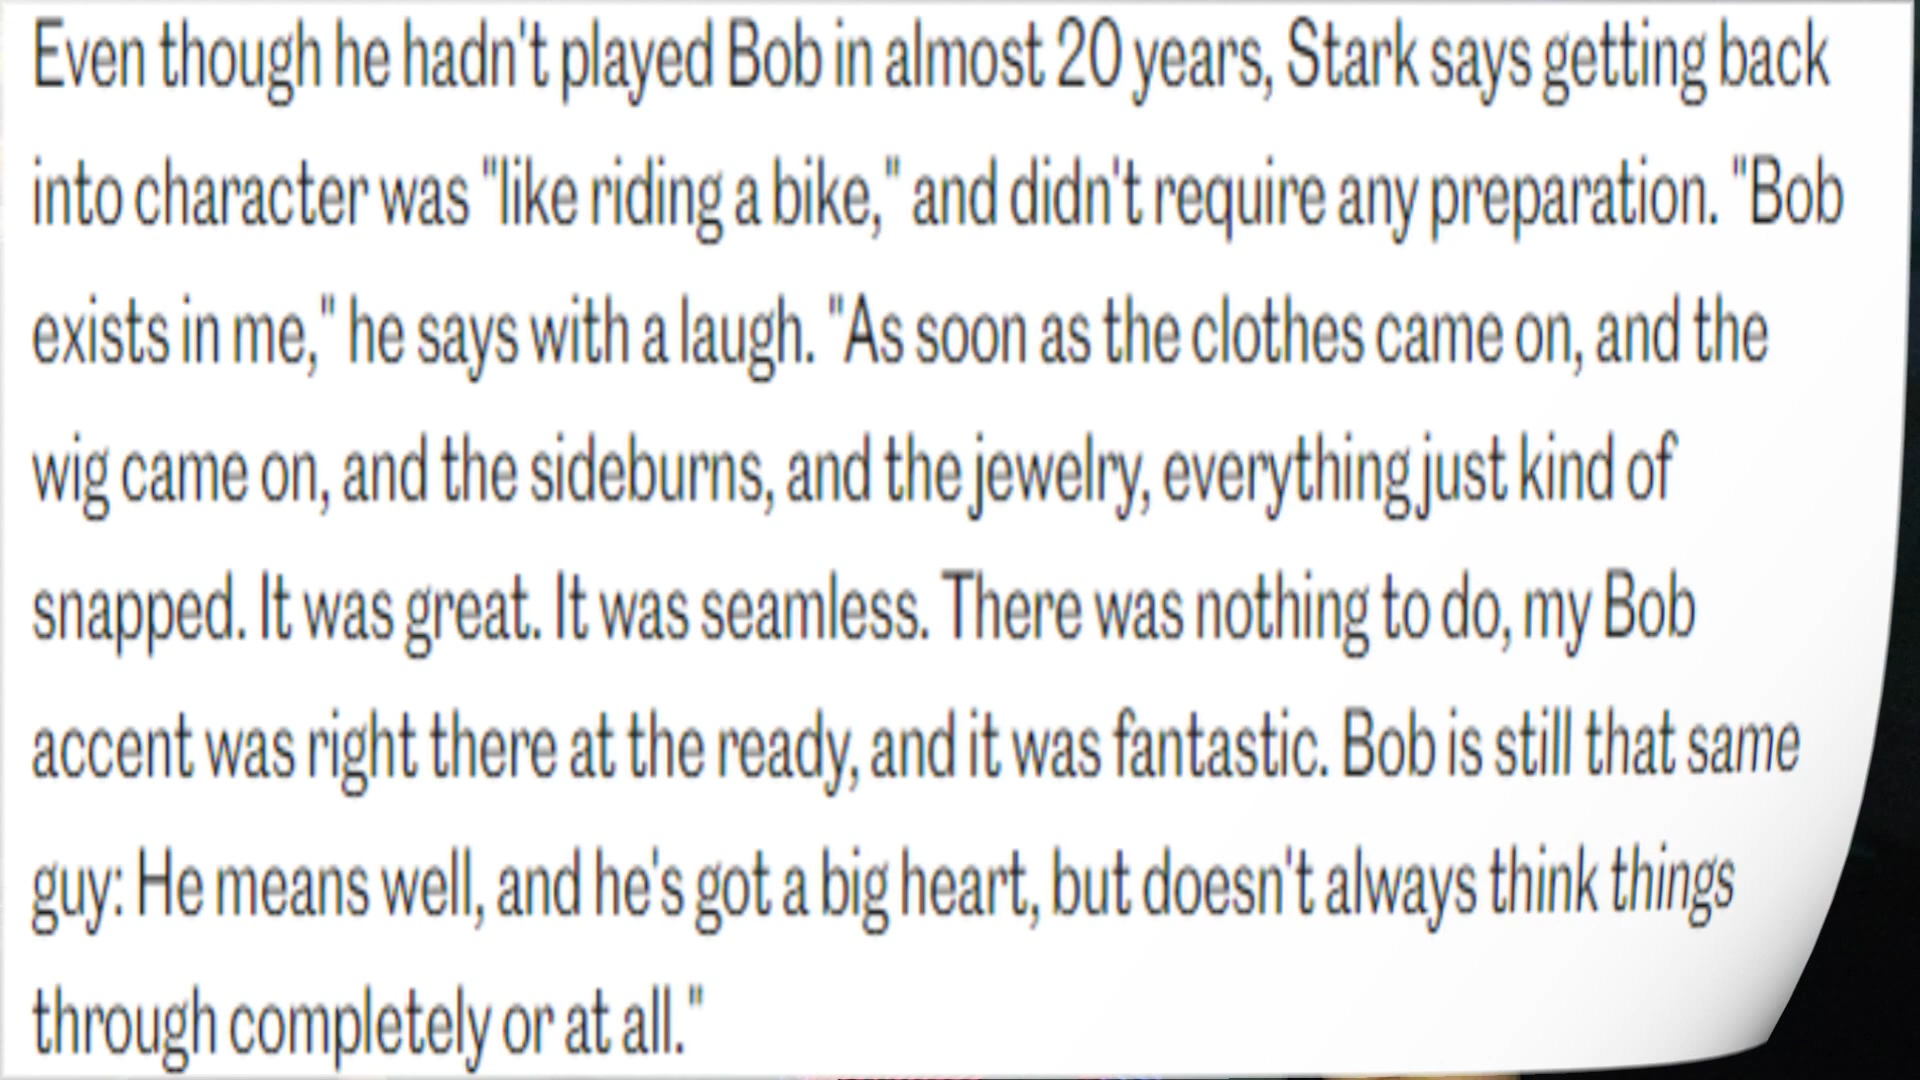 Even though he hadn't played Bob in almost 20 years, Stark says getting back
into character was "like riding a bike," and didn't require any preparation. "Bob
exists in me," he says with a laugh. "As soon as the clothes came on, and the
wig came on, and the sideburns, and the jewelry, everything just kind of
snapped. It was great. It was seamless. There was nothing to do, my Bob
accent was right there at the ready, and it was fantastic. Bob is still that same
guy: He means well, and he's got a big heart, but doesn't always think things
through completely or at all."